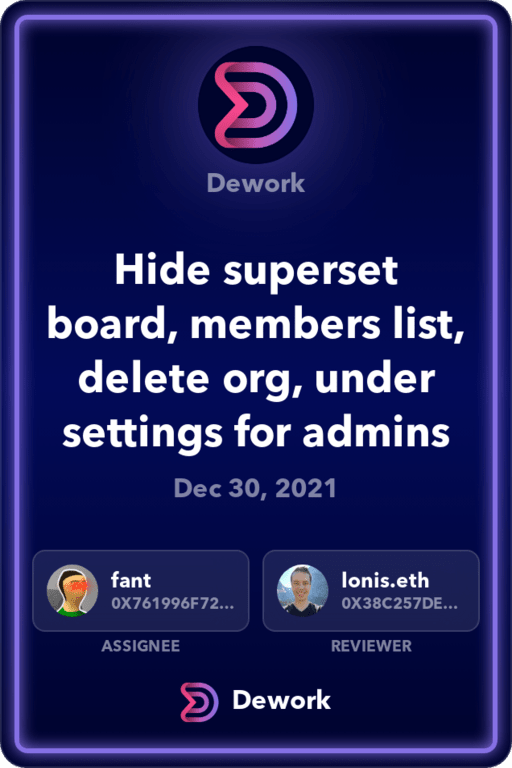 Dework
Hide superset
board, members list,
delete org, under
settings for admins
Dec 30, 2021
fant
0X761996F72...
lonis.eth
0X38C257DE...
ASSIGNEE
REVIEWER
Dework